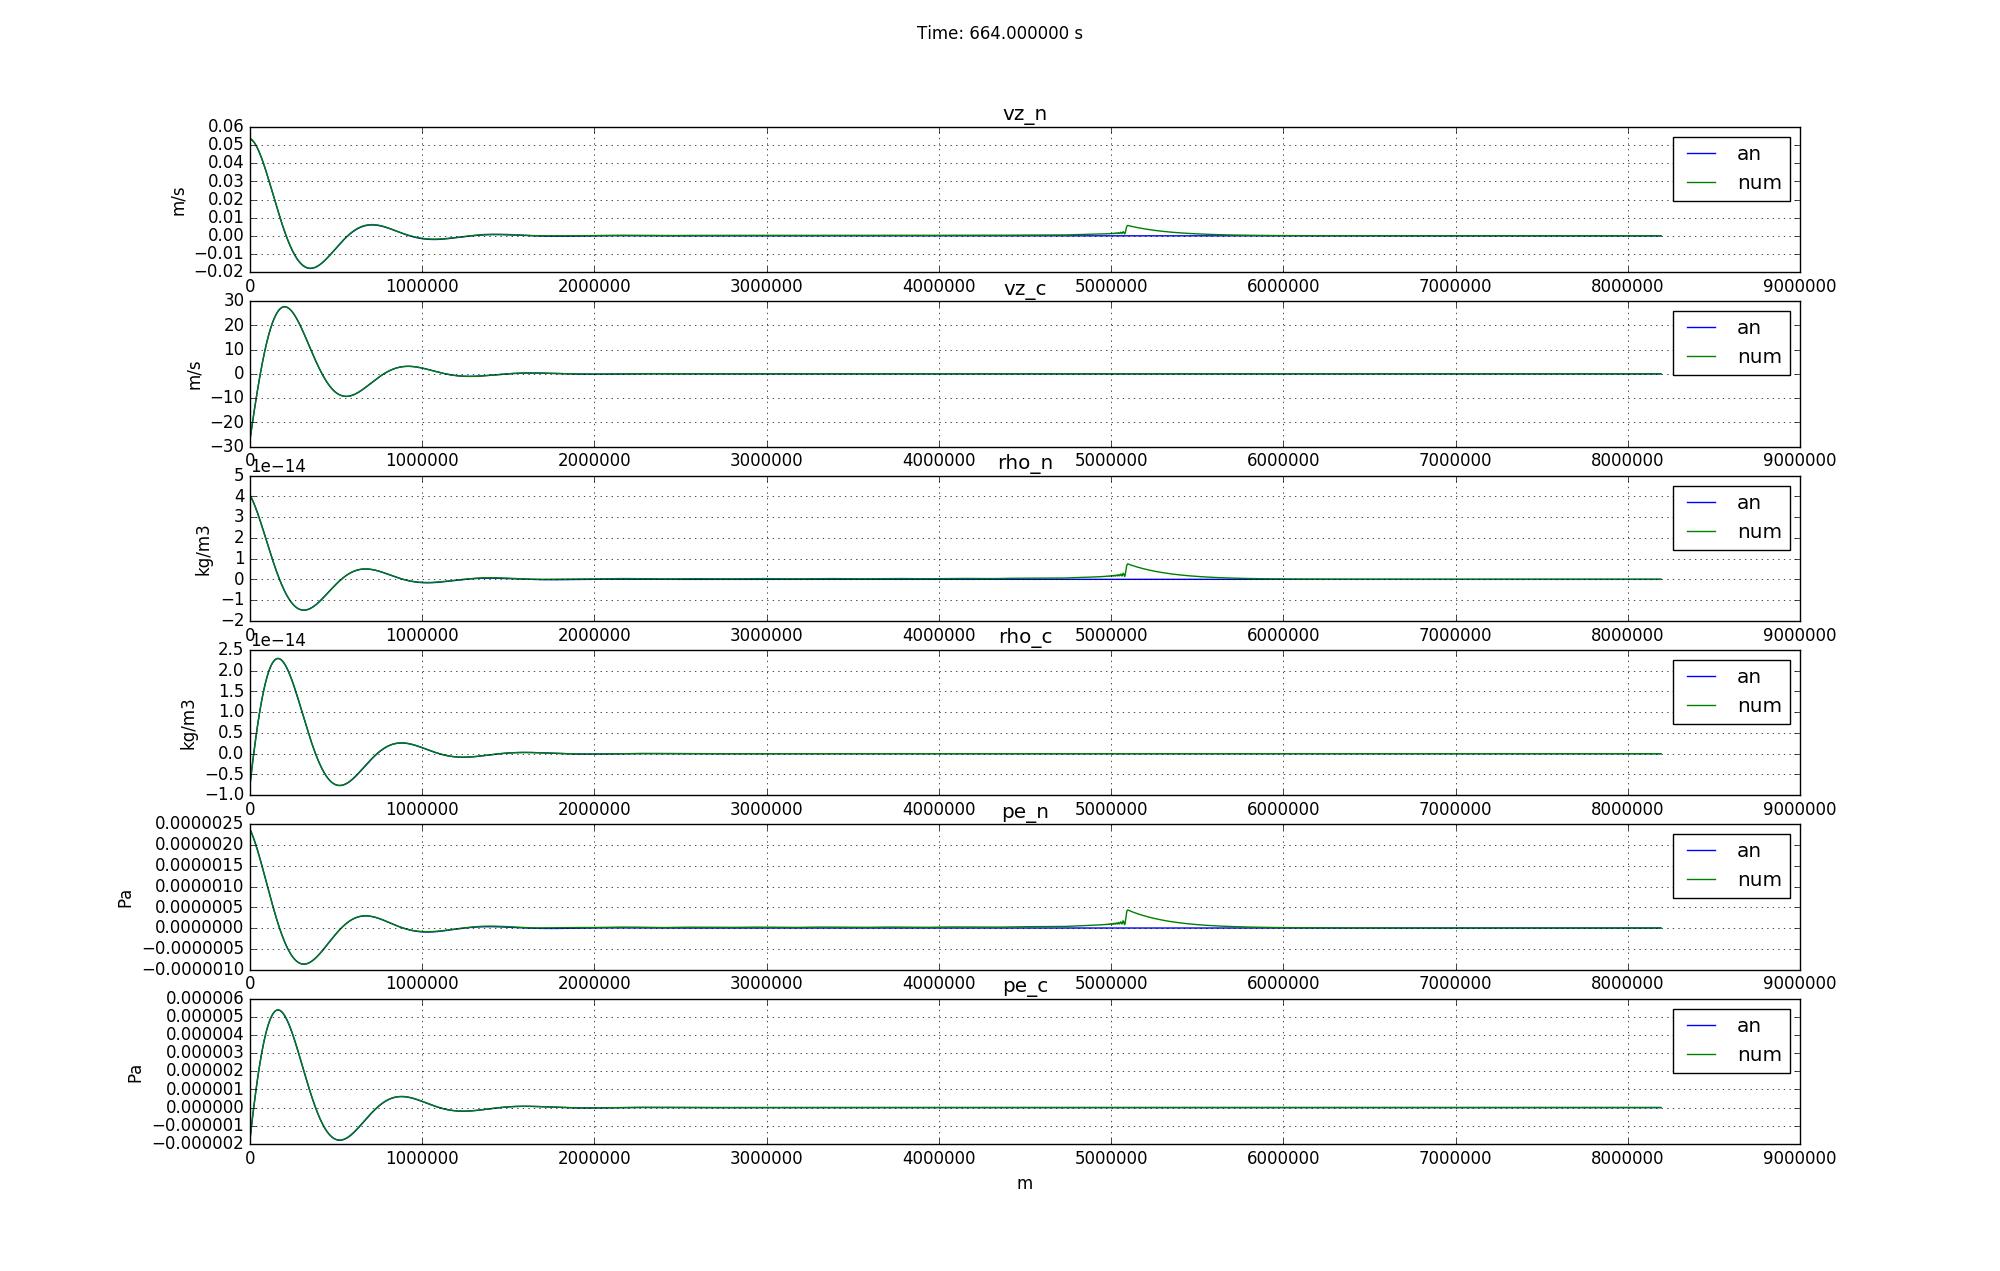 Time: 664.000000 s
vz_n
0.06
0.05
0.04
0.03
0.02
0.01
0.00
−0.01
−0.02
m/s
an
num
0 1000000 2000000 3000000 4000000 5000000 6000000 7000000 8000000 9000000
vz_c
30
20
10
0
−10
−20
−30
m/s
an
num
0 1000000 2000000 3000000 4000000 5000000 6000000 7000000 8000000 9000000
1e−14
rho_n
5
4
3
2
1
0
−1
−2
kg/m3
an
num
0 1000000 2000000 3000000 4000000 5000000 6000000 7000000 8000000 9000000
1e−14
rho_c
2.5
2.0
1.5
1.0
0.5
0.0
−0.5
−1.0
kg/m3
an
num
0 1000000 2000000 3000000 4000000 5000000 6000000 7000000 8000000 9000000
pe_n
0.0000025
0.0000020
0.0000015
0.0000010
0.0000005
0.0000000
−0.0000005
−0.0000010
Pa
an
num
0 1000000 2000000 3000000 4000000 5000000 6000000 7000000 8000000 9000000
pe_c
0.000006
0.000005
0.000004
0.000003
0.000002
0.000001
0.000000
−0.000001
−0.000002
Pa
an
num
0 1000000 2000000 3000000 4000000 5000000 6000000 7000000 8000000 9000000
m